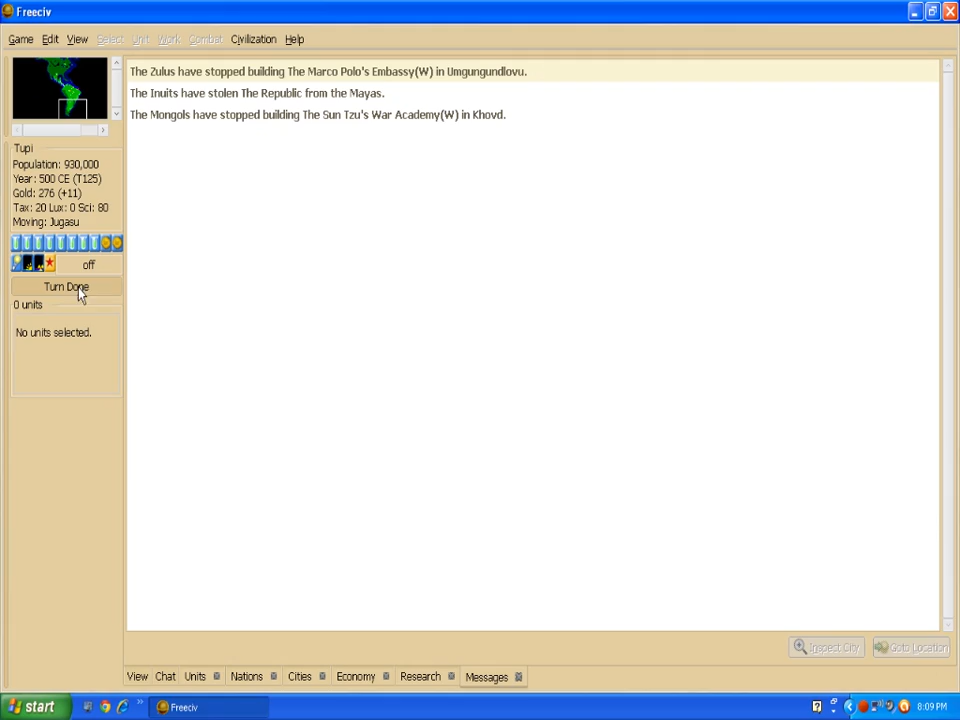 Freeciv
Game Edit View Select Unit Work Combat Civilization Help
The Zulus have stopped building The Marco Polo's Embassy(W) in Umgungundlovu.
The Inuits have stolen The Republic from the Mayas.
The Mongols have stopped building The Sun Tzu's War Academy(W) in Khovd.
Tupi
Population: 930,000
Year: 500 CE (T125)
Gold: 276 (+11)
Tax: 20 Lux: 0 Sci: 80
Moving: Jugasu
off
Turn Done
0 units
No units selected.
Inspect City Goto Location
View Chat Units Nations Cities Economy Research Messages
start Freeciv 8:09 PM